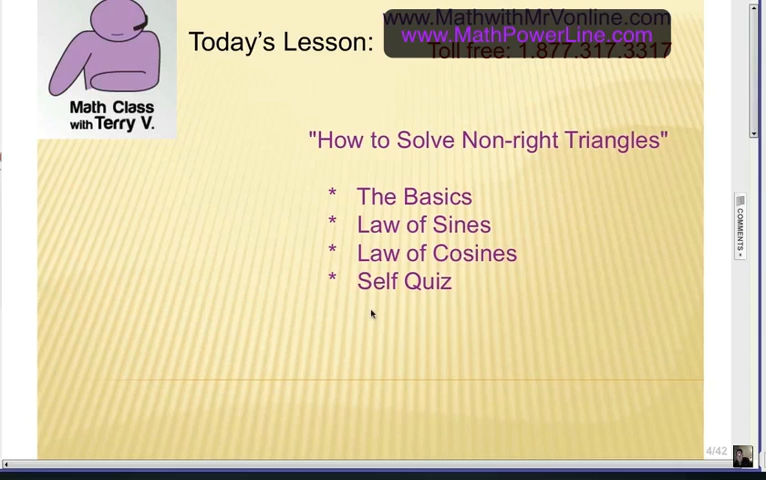 www.MathwithMrVonline.com
Today's Lesson:
www.MathPowerLine.com
Toll free: 1.877.317.3317
Math Class
with Terry V.
"How to Solve Non-right Triangles"
* The Basics
* Law of Sines
* Law of Cosines
* Self Quiz
COMMENTS
4/42